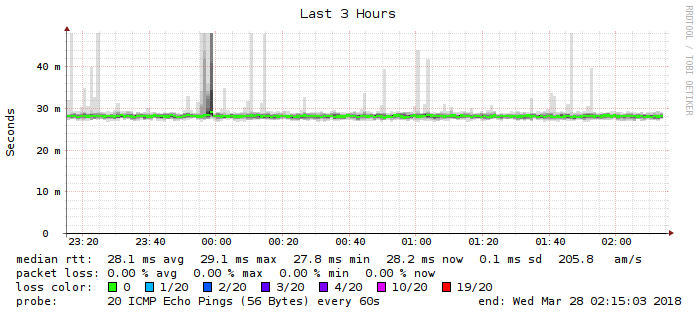 Last 3 Hours
RRDTOOL / TOBI OETIKER
Seconds
40 m
30 m
20 m
10 m
0
23:20 23:40 00:00 00:20 00:40 01:00 01:20 01:40 02:00
median rtt: 28.1 ms avg 29.1 ms max 27.8 ms min 28.2 ms now 0.1 ms sd 205.8 am/s
packet loss: 0.00 % avg 0.00 % max 0.00 % min 0.00 % now
loss color: 0 1/20 2/20 3/20 4/20 10/20 19/20
probe: 20 ICMP Echo Pings (56 Bytes) every 60s end: Wed Mar 28 02:15:03 2018